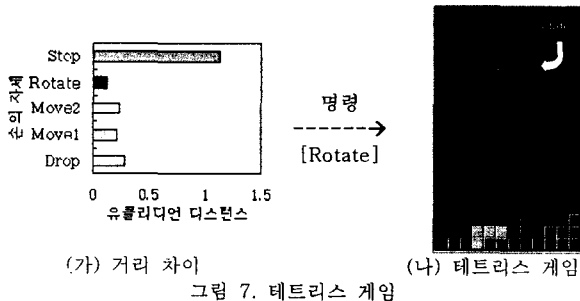 Stop
Rotate
Move2
Move1
Drop
손의 자세
0 0.5 1 1.5
유클리디언 디스턴스
명령
[Rotate]
(가) 거리 차이
(나) 테트리스 게임
그림 7. 테트리스 게임